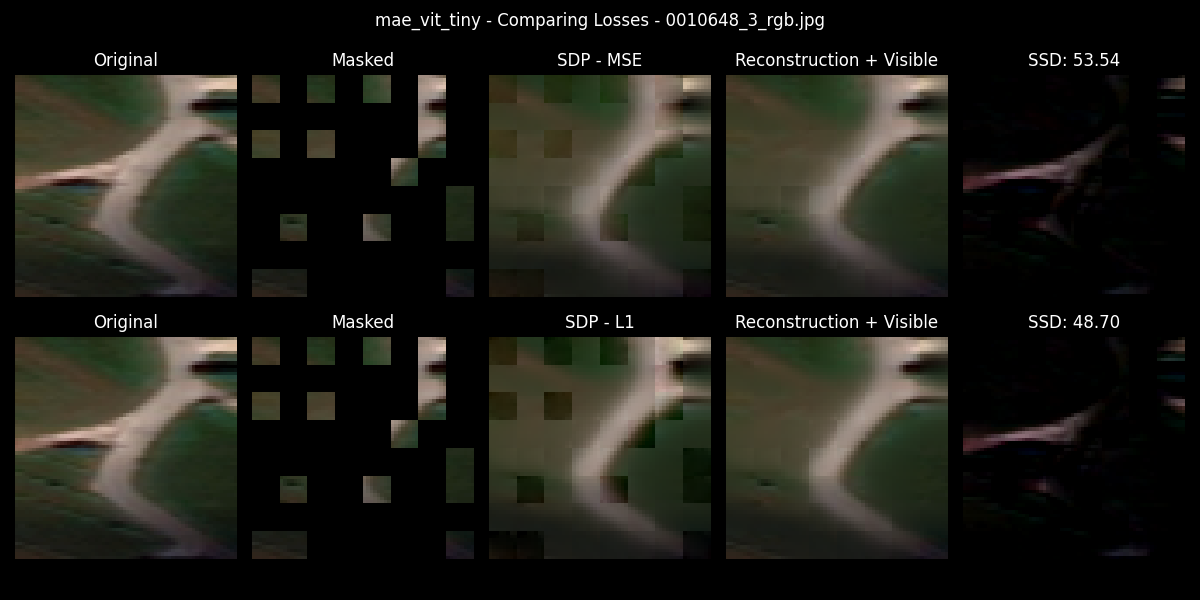 mae_vit_tiny - Comparing Losses - 0010648_3_rgb.jpg
Original Masked SDP - MSE Reconstruction + Visible SSD: 53.54
Original Masked SDP - L1 Reconstruction + Visible SSD: 48.70